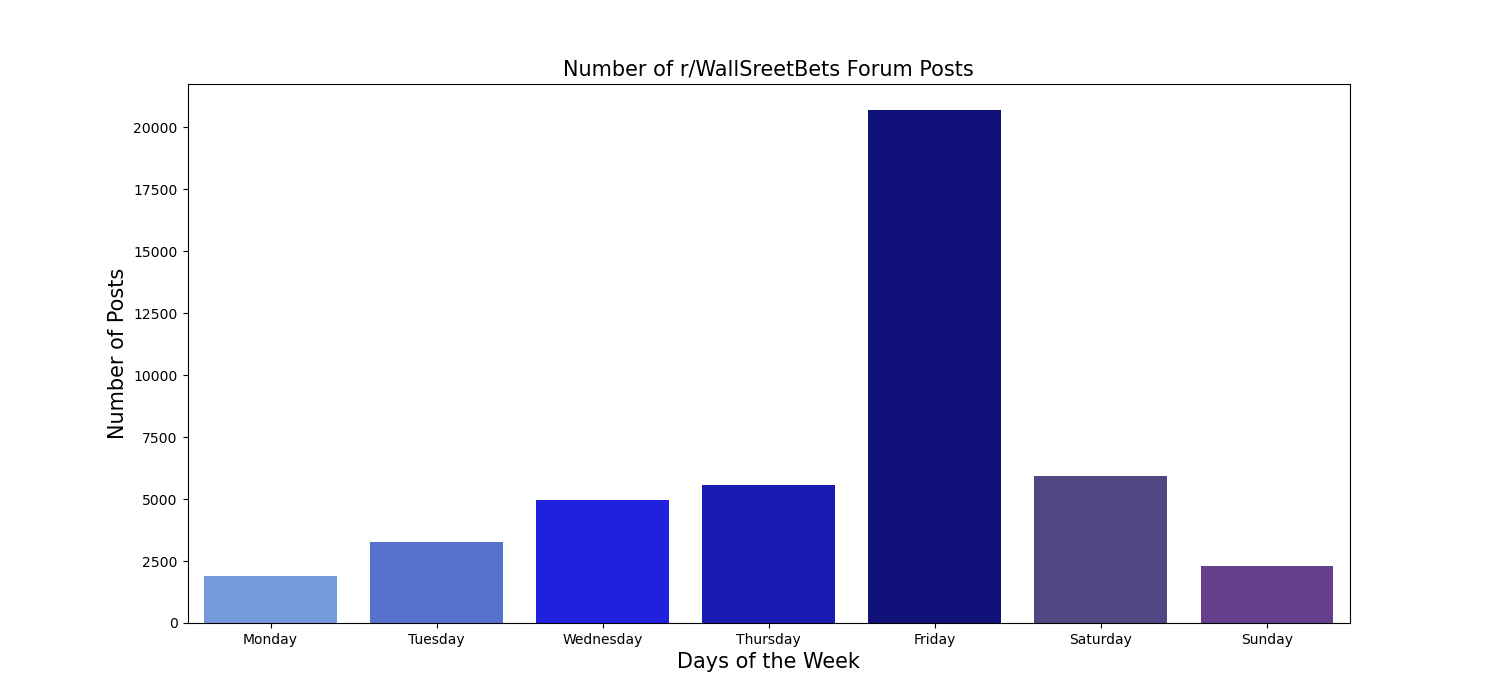 Number of r/WallSreetBets Forum Posts
20000
17500
15000
12500
10000
7500
5000
2500
0
Number of Posts
Monday Tuesday Wednesday Thursday Friday Saturday Sunday
Days of the Week